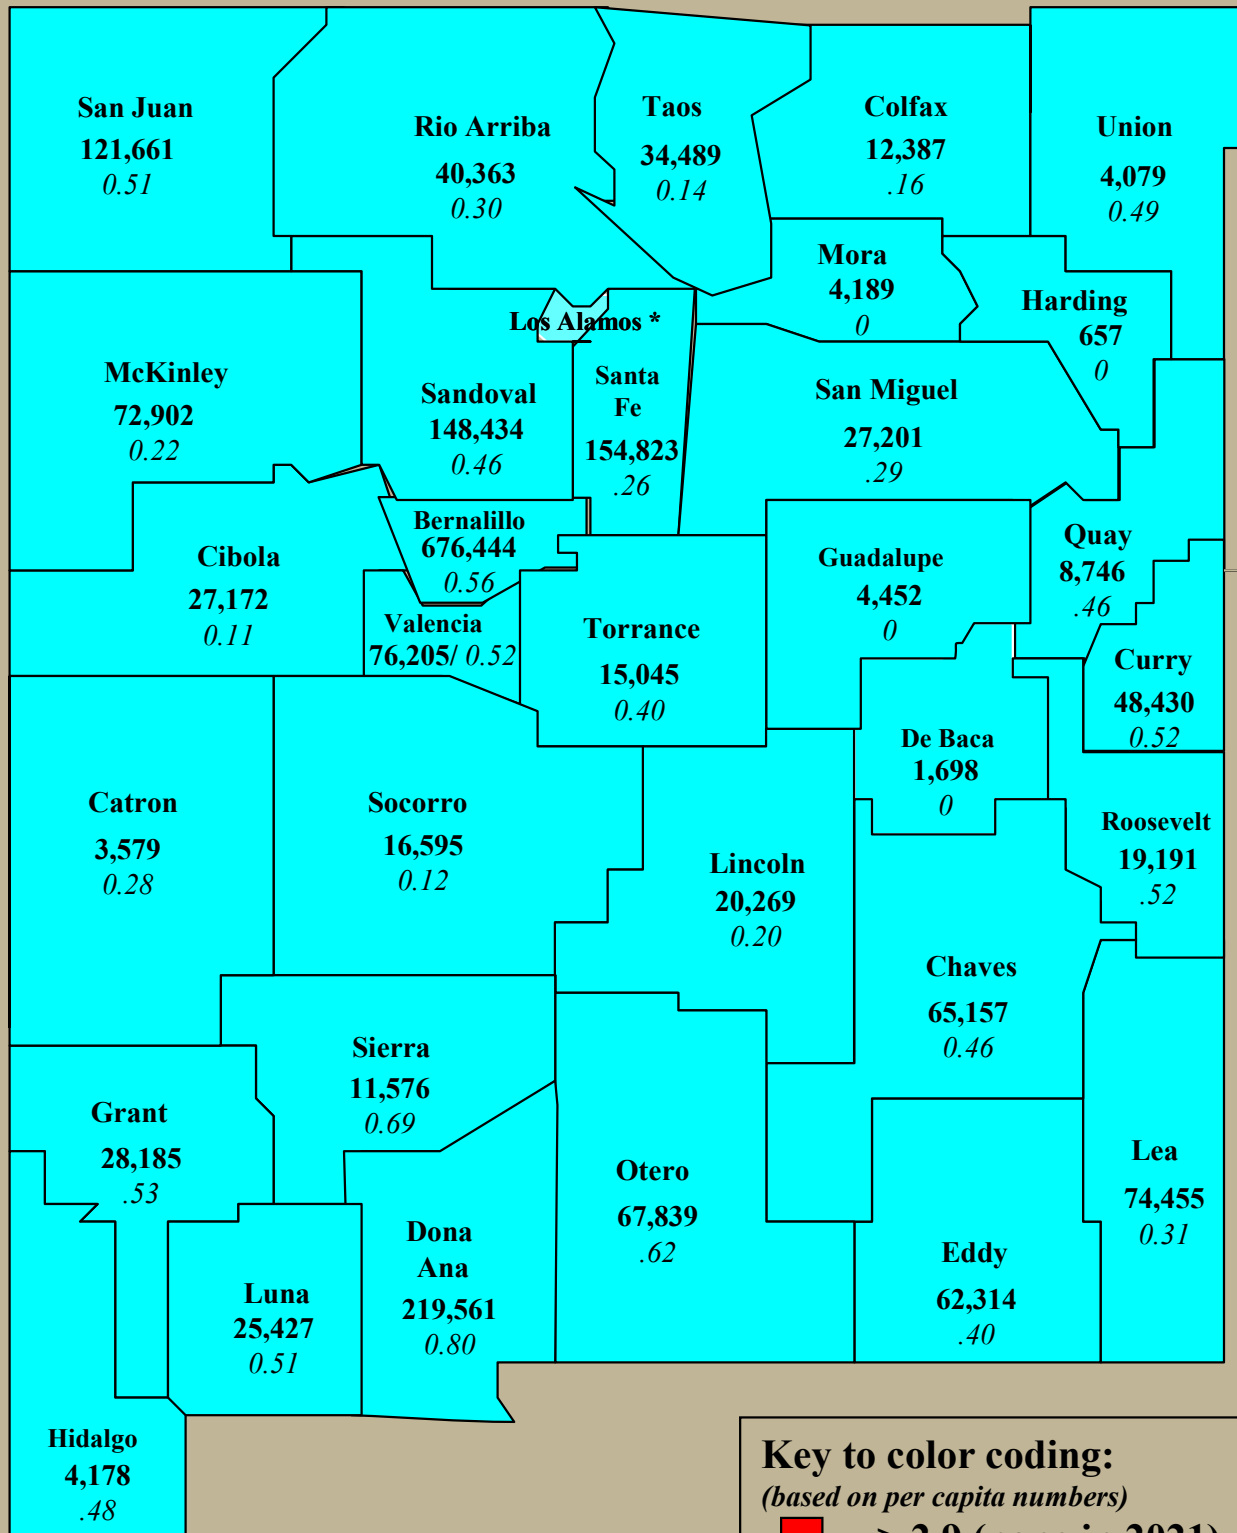 San Juan
121,661
0.51
Rio Arriba
40,363
0.30
Taos
34,489
0.14
Colfax
12,387
.16
Union
4,079
0.49
Mora
4,189
0
Harding
657
0
Los Alamos *
McKinley
72,902
0.22
Sandoval
148,434
0.46
Santa
Fe
154,823
.26
San Miguel
27,201
.29
Bernalillo
676,444
0.56
Cibola
27,172
0.11
Valencia
76,205/ 0.52
Torrance
15,045
0.40
Guadalupe
4,452
0
Quay
8,746
.46
Curry
48,430
0.52
De Baca
1,698
0
Catron
3,579
0.28
Socorro
16,595
0.12
Lincoln
20,269
0.20
Roosevelt
19,191
.52
Chaves
65,157
0.46
Sierra
11,576
0.69
Grant
28,185
.53
Otero
67,839
.62
Lea
74,455
0.31
Dona
Ana
219,561
0.80
Eddy
62,314
.40
Luna
25,427
0.51
Hidalgo
4,178
.48
Key to color coding:
(based on per capita numbers)
> 2.9 (none in 2021)